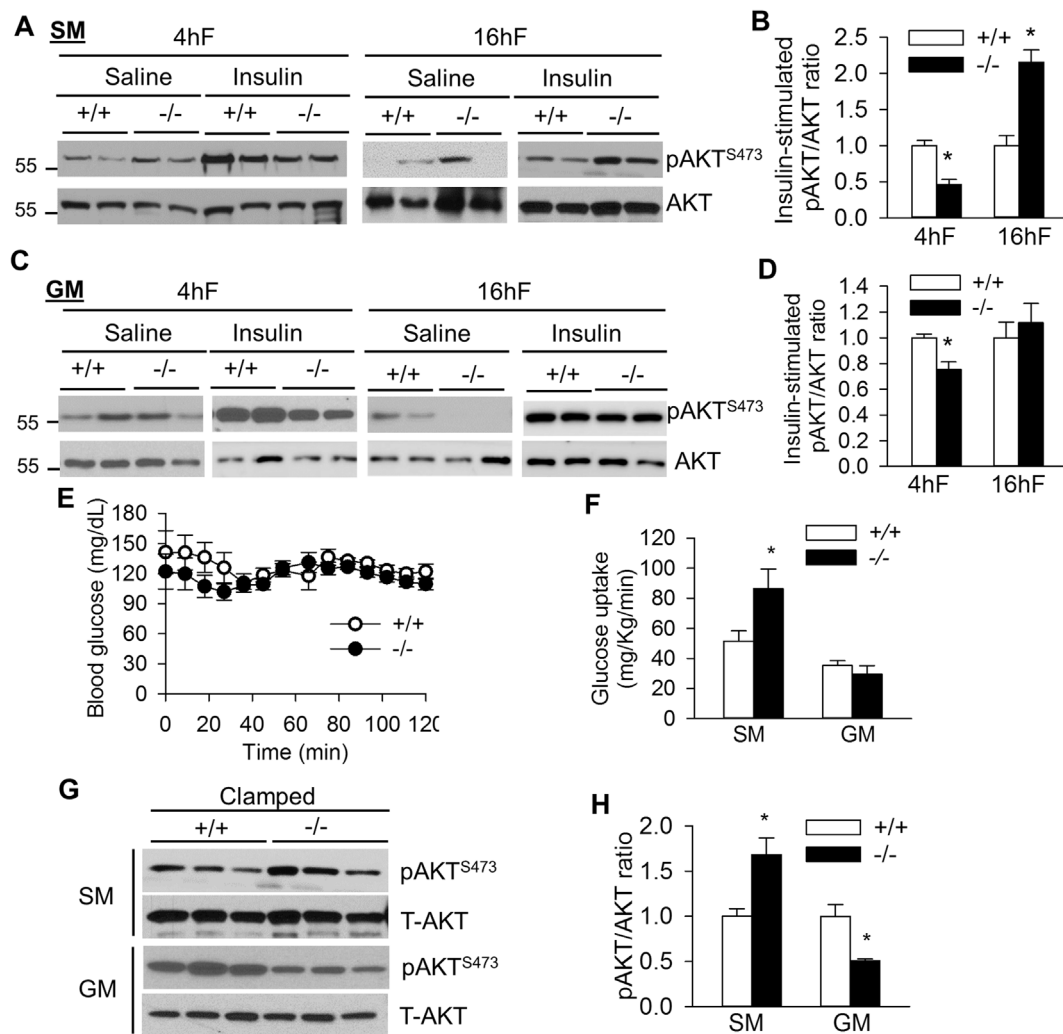 A SM
4hF 16hF
Saline Insulin Saline Insulin
+/+ -/- +/+ -/- +/+ -/- +/+ -/-
55 pAKTS473
55 AKT
B
Insulin-stimulated
pAKT/AKT ratio
2.5
2.0
1.5
1.0
0.5
0.0
+/+
-/-
*
*
4hF 16hF
C
GM
4hF 16hF
Saline Insulin Saline Insulin
+/+ -/- +/+ -/- +/+ -/- +/+ -/-
55 pAKTS473
55 AKT
D
Insulin-stimulated
pAKT/AKT ratio
1.4
1.2
1.0
0.8
0.6
0.4
0.2
0.0
+/+
-/-
*
4hF 16hF
E
Blood glucose (mg/dL)
180
150
120
90
60
30
0
+/+
-/-
0 20 40 60 80 100 120
Time (min)
F
Glucose uptake
(mg/Kg/min)
120
100
80
60
40
20
0
+/+
-/-
*
SM GM
G
Clamped
+/+ -/-
SM
pAKTS473
T-AKT
GM
pAKTS473
T-AKT
H
pAKT/AKT ratio
2.0
1.5
1.0
0.5
0.0
+/+
-/-
*
*
SM GM